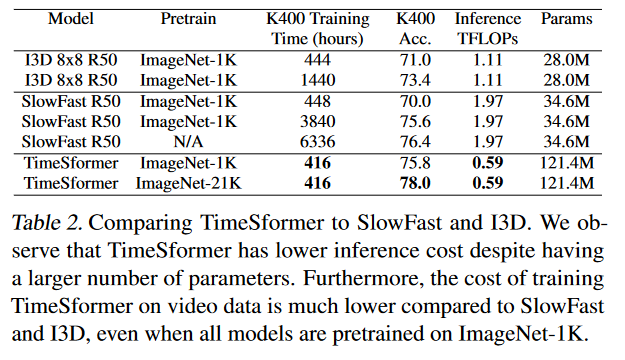 Model Pretrain K400 Training K400 Inference Params
Time (hours) Acc. TFLOPs
I3D 8x8 R50 ImageNet-1K 444 71.0 1.11 28.0M
I3D 8x8 R50 ImageNet-1K 1440 73.4 1.11 28.0M
SlowFast R50 ImageNet-1K 448 70.0 1.97 34.6M
SlowFast R50 ImageNet-1K 3840 75.6 1.97 34.6M
SlowFast R50 N/A 6336 76.4 1.97 34.6M
TimeSformer ImageNet-1K 416 75.8 0.59 121.4M
TimeSformer ImageNet-21K 416 78.0 0.59 121.4M
Table 2. Comparing TimeSformer to SlowFast and I3D. We ob-
serve that TimeSformer has lower inference cost despite having
a larger number of parameters. Furthermore, the cost of training
TimeSformer on video data is much lower compared to SlowFast
and I3D, even when all models are pretrained on ImageNet-1K.